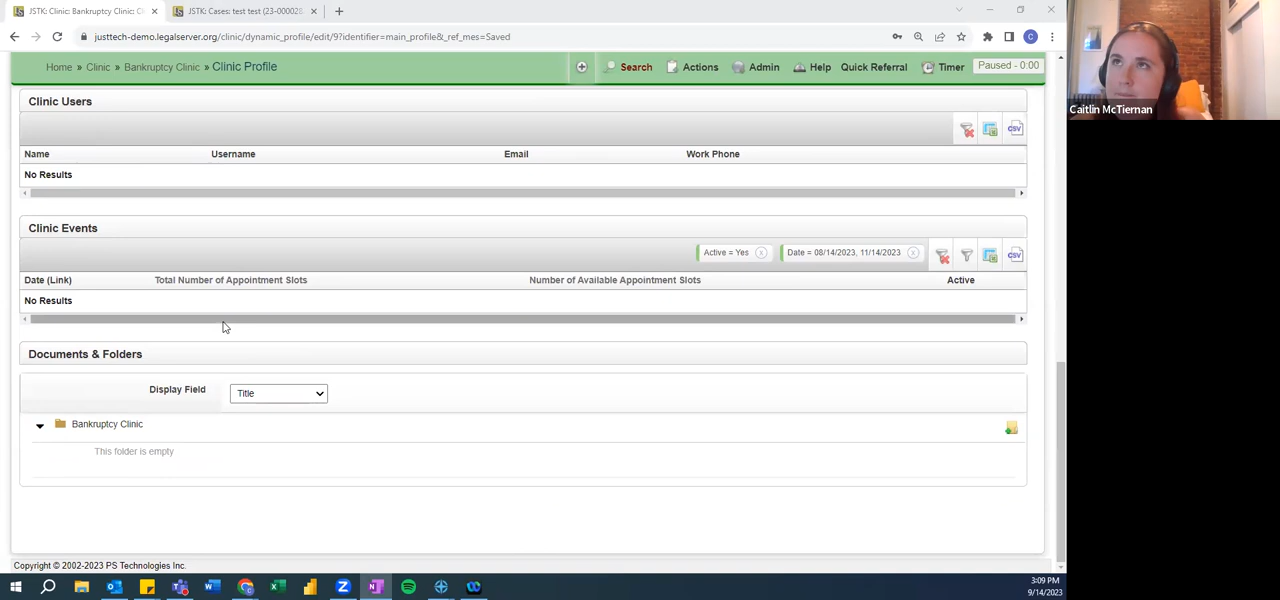 JSTK: Clinic: Bankruptcy Clinic: C
JSTK: Cases: test test (23-000028
justtech-demo.legalserver.org/clinic/dynamic_profile/edit/9?identifier=main_profile&_ref_mes=Saved
Home » Clinic » Bankruptcy Clinic » Clinic Profile
Search Actions Admin Help Quick Referral Timer Paused - 0:00
Caitlin McTiernan
Clinic Users
CSV
Name Username Email Work Phone
No Results
Clinic Events
Active = Yes Date = 08/14/2023, 11/14/2023 CSV
Date (Link) Total Number of Appointment Slots Number of Available Appointment Slots Active
No Results
Documents & Folders
Display Field Title
Bankruptcy Clinic
This folder is empty
Copyright © 2002-2023 PS Technologies Inc.
3:09 PM
9/14/2023